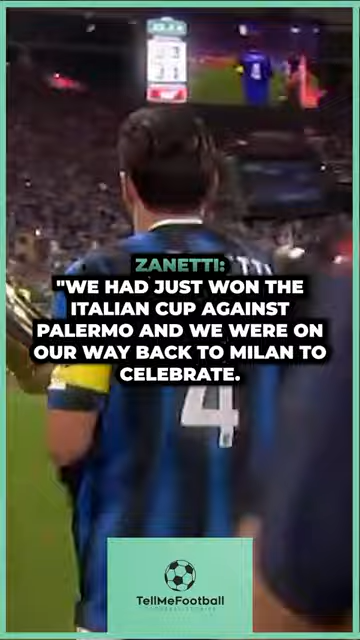 ZANETTI:
"WE HAD JUST WON THE
ITALIAN CUP AGAINST
PALERMO AND WE WERE ON
OUR WAY BACK TO MILAN TO
CELEBRATE.
4
TellMeFootball